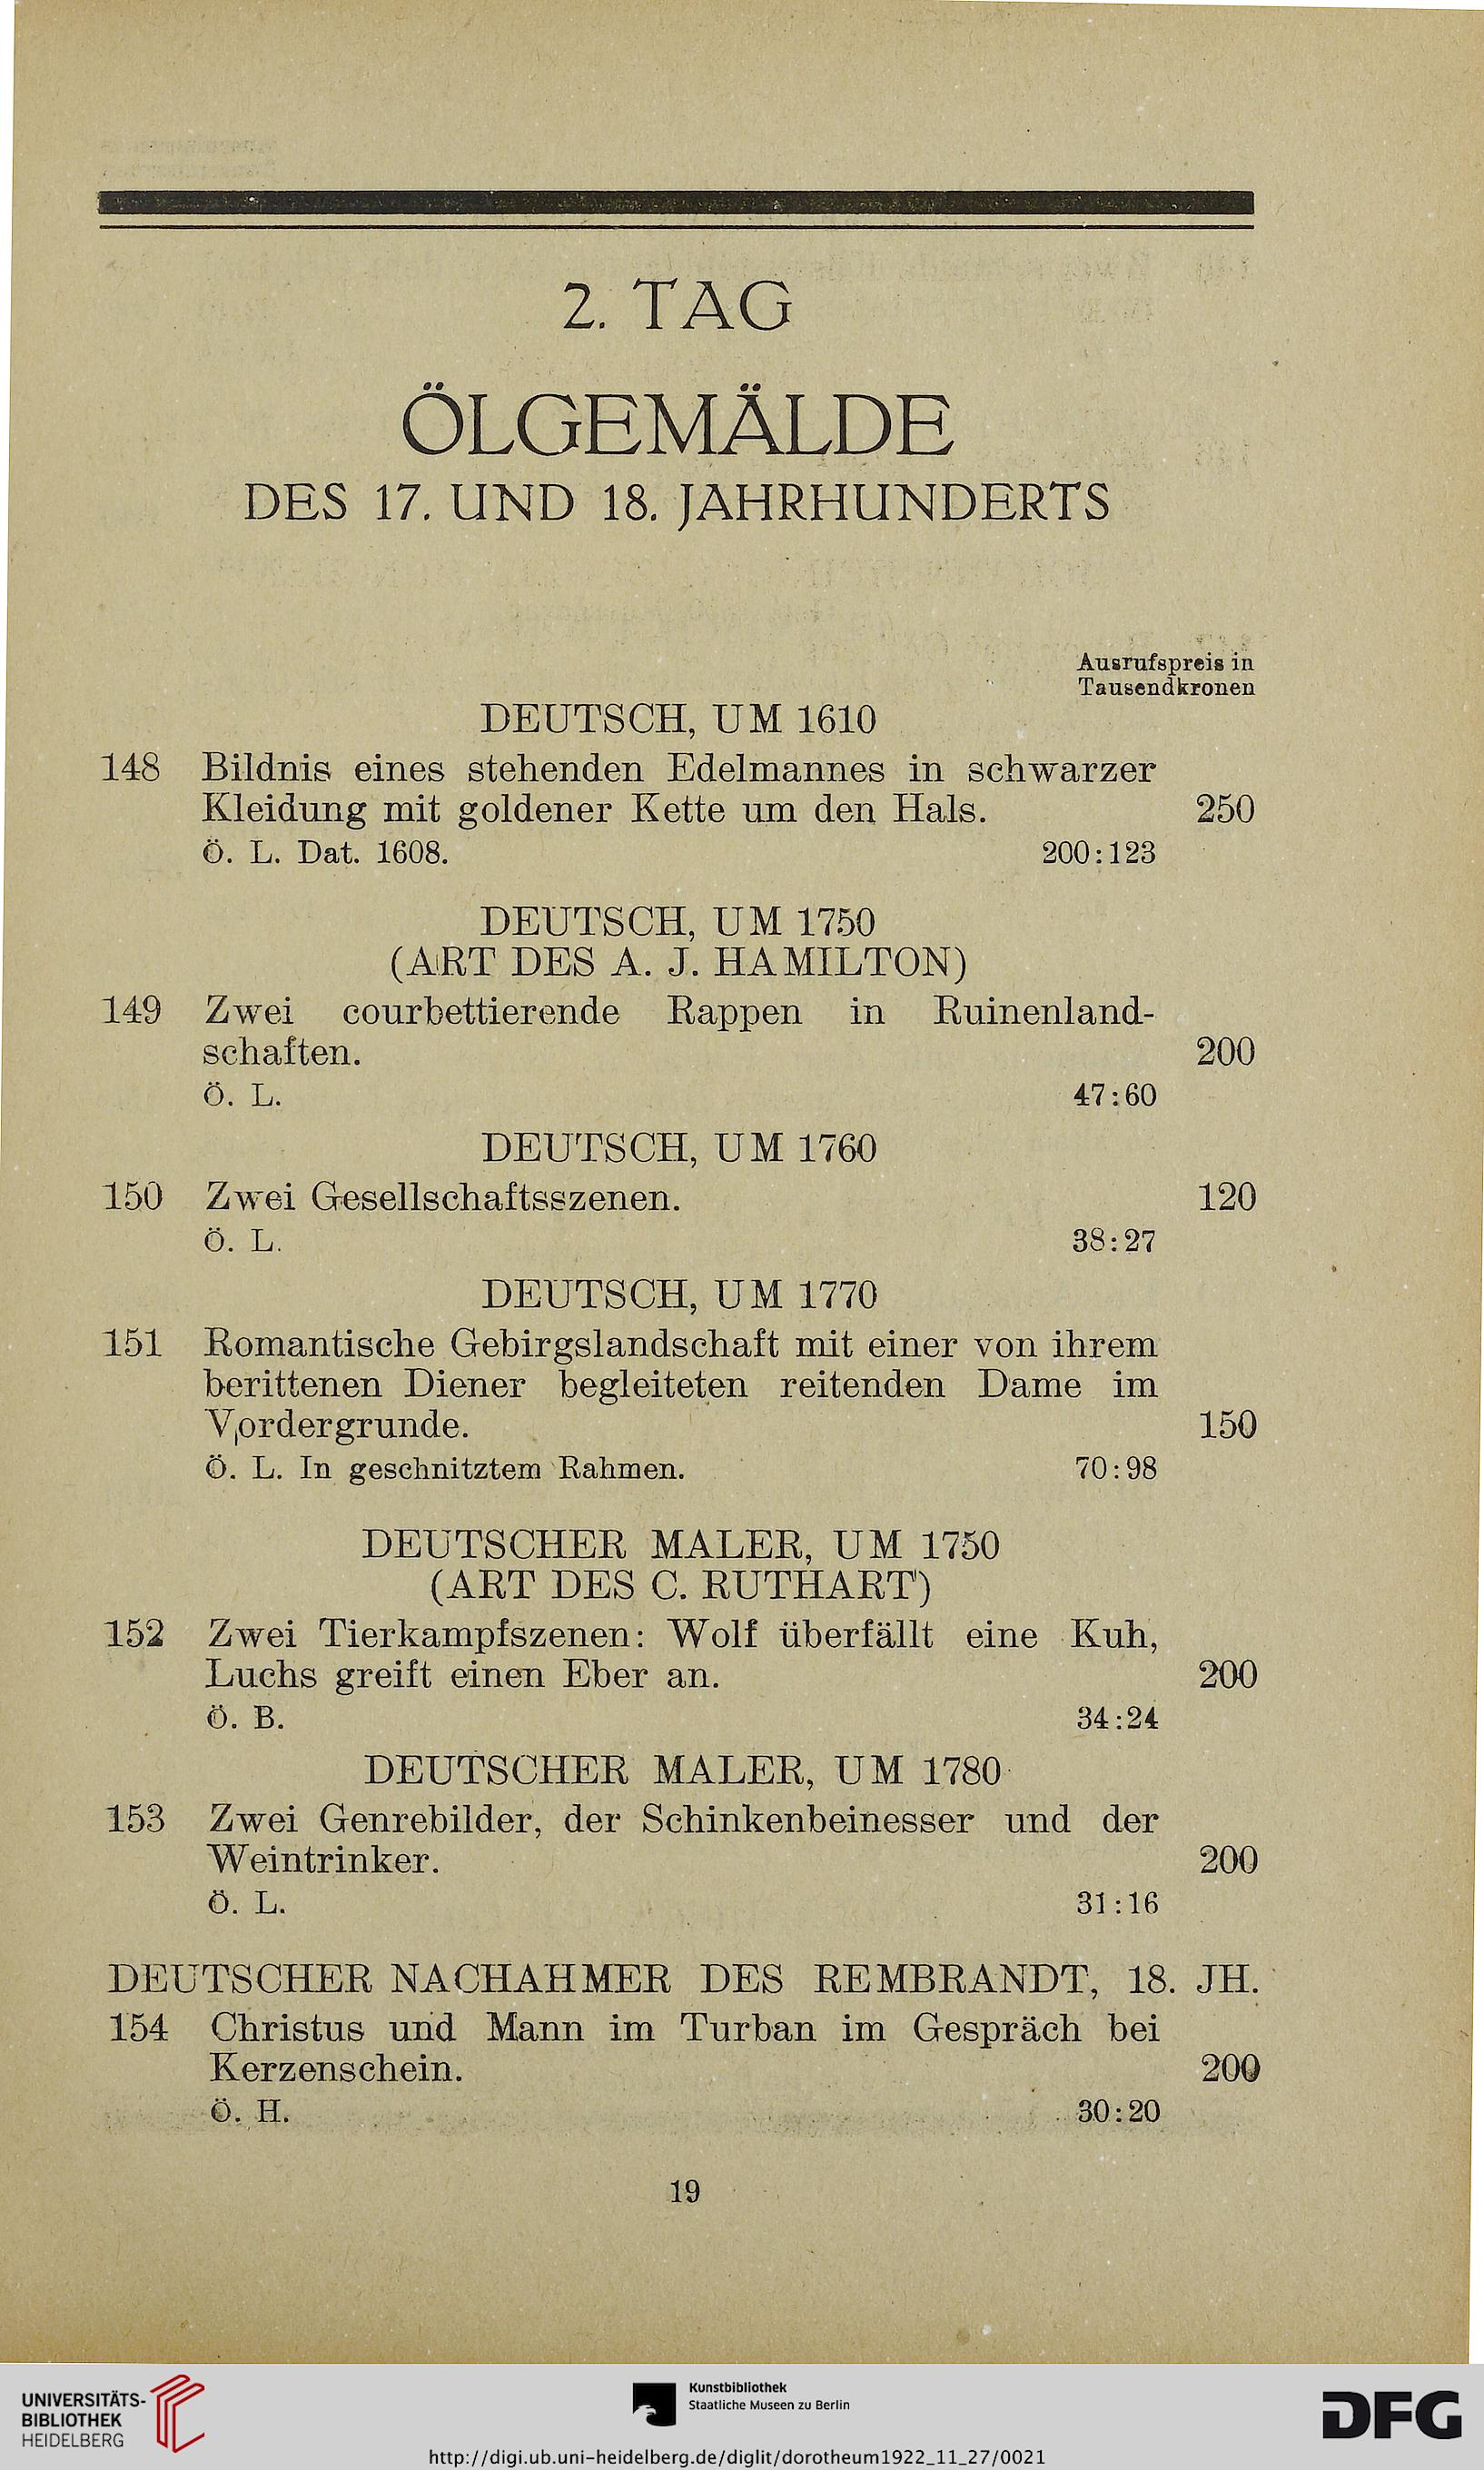 2. TAG
ÖLGEMÄLDE
DES 17. UND 18. JAHRHUNDERTS
Ausrufspreis in
Tausendkronen
DEUTSCH, UM 1610
148 Bildnis eines stehenden Edelmannes in schwarzer
Kleidung mit goldener Kette um den Hals. 250
Ö. L. Dat. 1608. 200:123
DEUTSCH, UM 1750
(ART DES A. J. HAMILTON)
149 Zwei courbettierende Rappen in Ruinenland-
schaften. 200
Ö. L. 47:60
DEUTSCH, UM 1760
150 Zwei Gesellschaftsszenen. 120
Ö. L. 38:27
DEUTSCH, UM 1770
151 Romantische Gebirgslandschaft mit einer von ihrem
berittenen Diener begleiteten reitenden Dame im
Vordergrunde. 150
Ö. L. In geschnitztem Rahmen. 70:98
DEUTSCHER MALER, UM 1750
(ART DES C. RUTHART)
152 Zwei Tierkampfszenen: Wolf überfällt eine Kuh,
Luchs greift einen Eber an. 200
Ö. B. 34:24
DEUTSCHER MALER, UM 1780
153 Zwei Genrebilder, der Schinkenbeinesser und der
Weintrinker. 200
Ö. L. 31:16
DEUTSCHER NACHAHMER DES REMBRANDT, 18. JH.
154 Christus und Mann im Turban im Gespräch bei
Kerzenschein. 200
Ö. H. 30:20
19
UNIVERSITÄTS-
BIBLIOTHEK
HEIDELBERG
Kunstbibliothek
Staatliche Museen zu Berlin
DFG
http://digi.ub.uni-heidelberg.de/diglit/dorotheum1922_11_27/0021